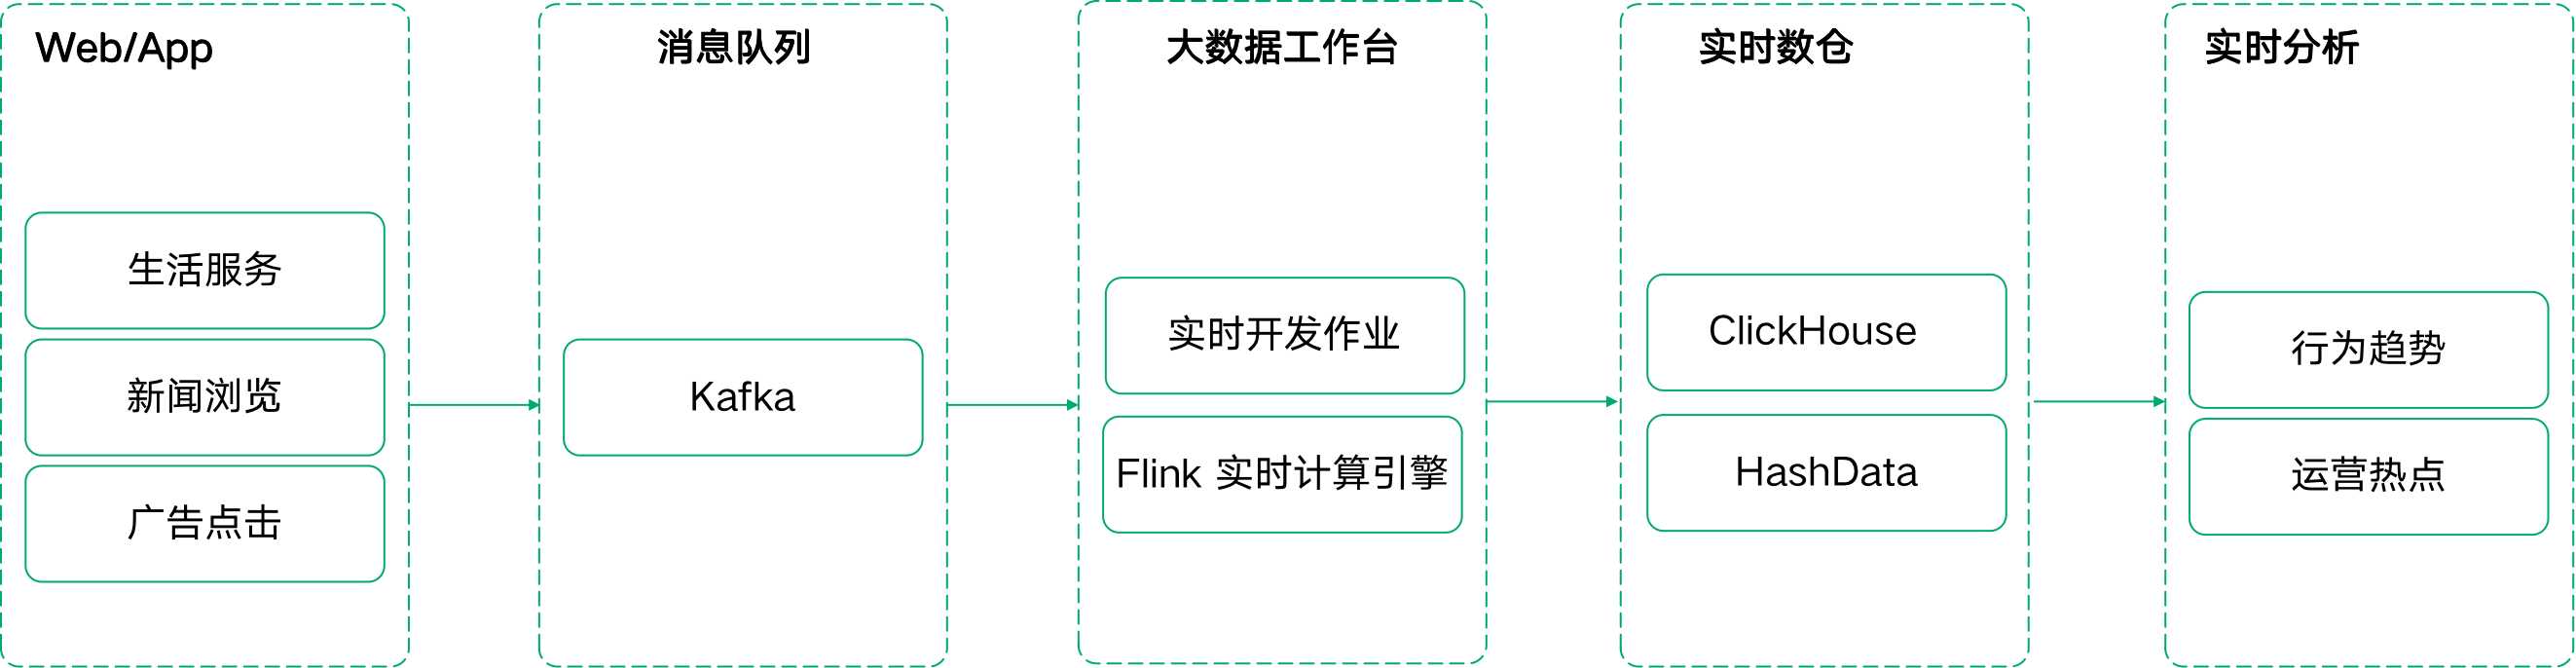 Web/App
生活服务
新闻浏览
广告点击
消息队列
Kafka
大数据工作台
实时开发作业
Flink 实时计算引擎
实时数仓
ClickHouse
HashData
实时分析
行为趋势
运营热点